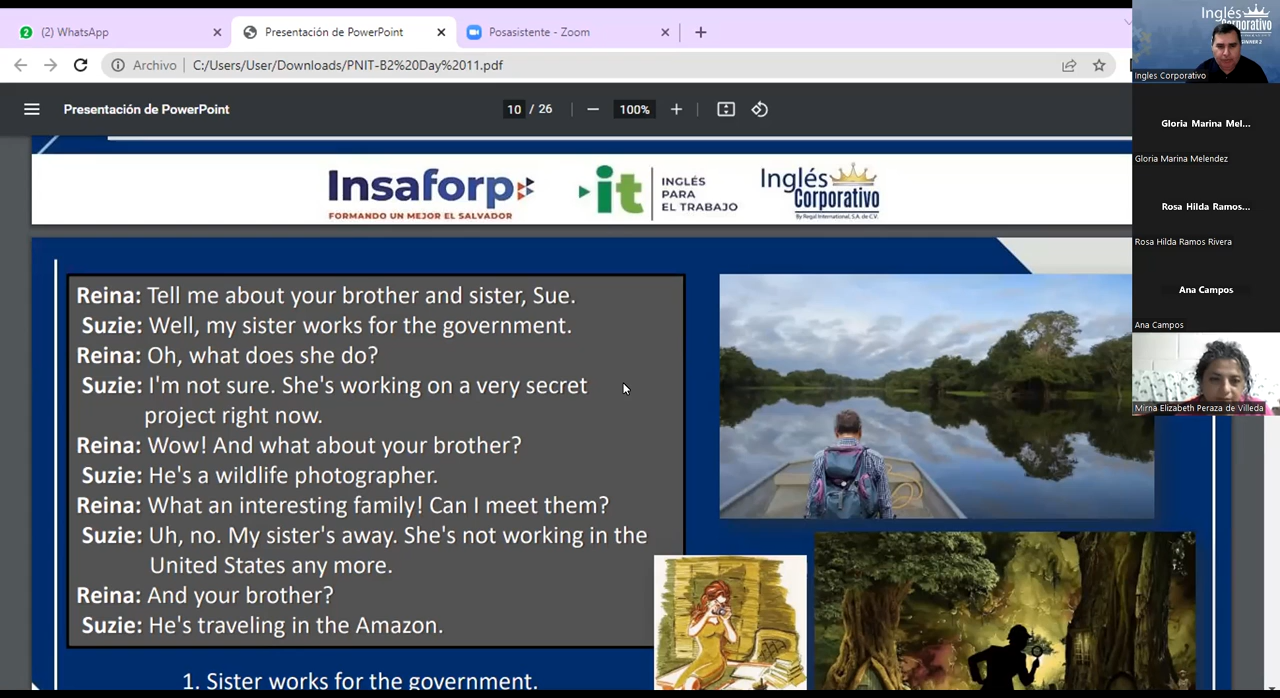 2 (2) WhatsApp
Presentación de PowerPoint
Posasistente - Zoom
Archivo C:/Users/User/Downloads/PNIT-B2%20Day%2011.pdf
Presentación de PowerPoint
10 / 26
100%
Insaforp
FORMANDO UN MEJOR EL SALVADOR
it
INGLÉS
PARA
EL TRABAJO
Inglés
Corporativo
By Regal International, S.A. de C.V.
Reina: Tell me about your brother and sister, Sue.
Suzie: Well, my sister works for the government.
Reina: Oh, what does she do?
Suzie: I'm not sure. She's working on a very secret
project right now.
Reina: Wow! And what about your brother?
Suzie: He's a wildlife photographer.
Reina: What an interesting family! Can I meet them?
Suzie: Uh, no. My sister's away. She's not working in the
United States any more.
Reina: And your brother?
Suzie: He's traveling in the Amazon.
1. Sister works for the government.
Inglés
Ingles Corporativo
Gloria Marina Mel...
Gloria Marina Melendez
Rosa Hilda Ramos...
Rosa Hilda Ramos Rivera
Ana Campos
Ana Campos
Mirna Elizabeth Peraza de Villeda